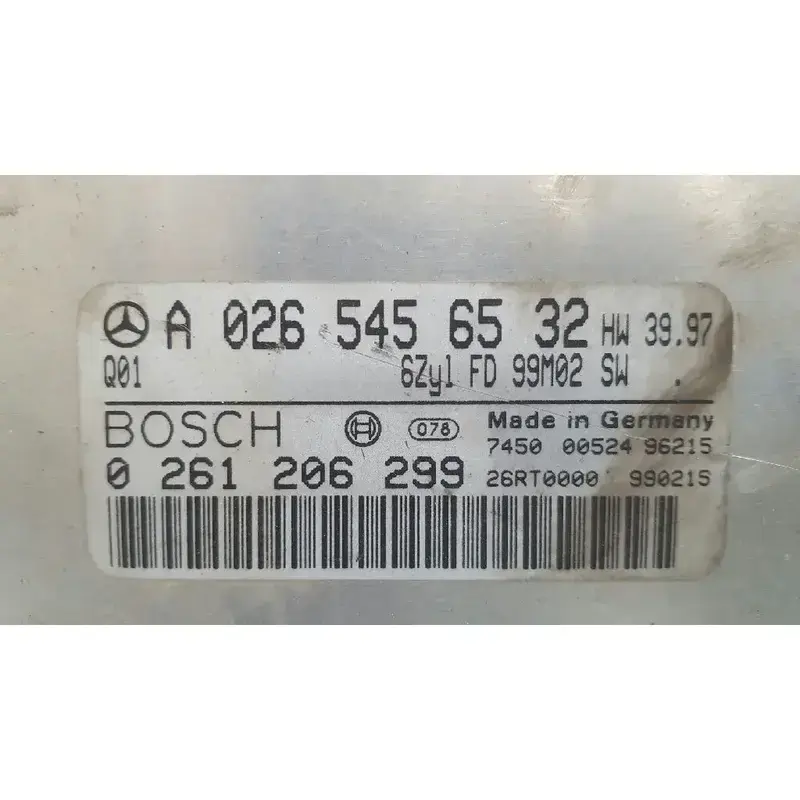 A 026 545 65 32 HW 39.97
Q01 6Zyl FD 99M02 SW .
BOSCH 078 Made in Germany
7450 00524 96215
0 261 206 299 26RT0000 990215